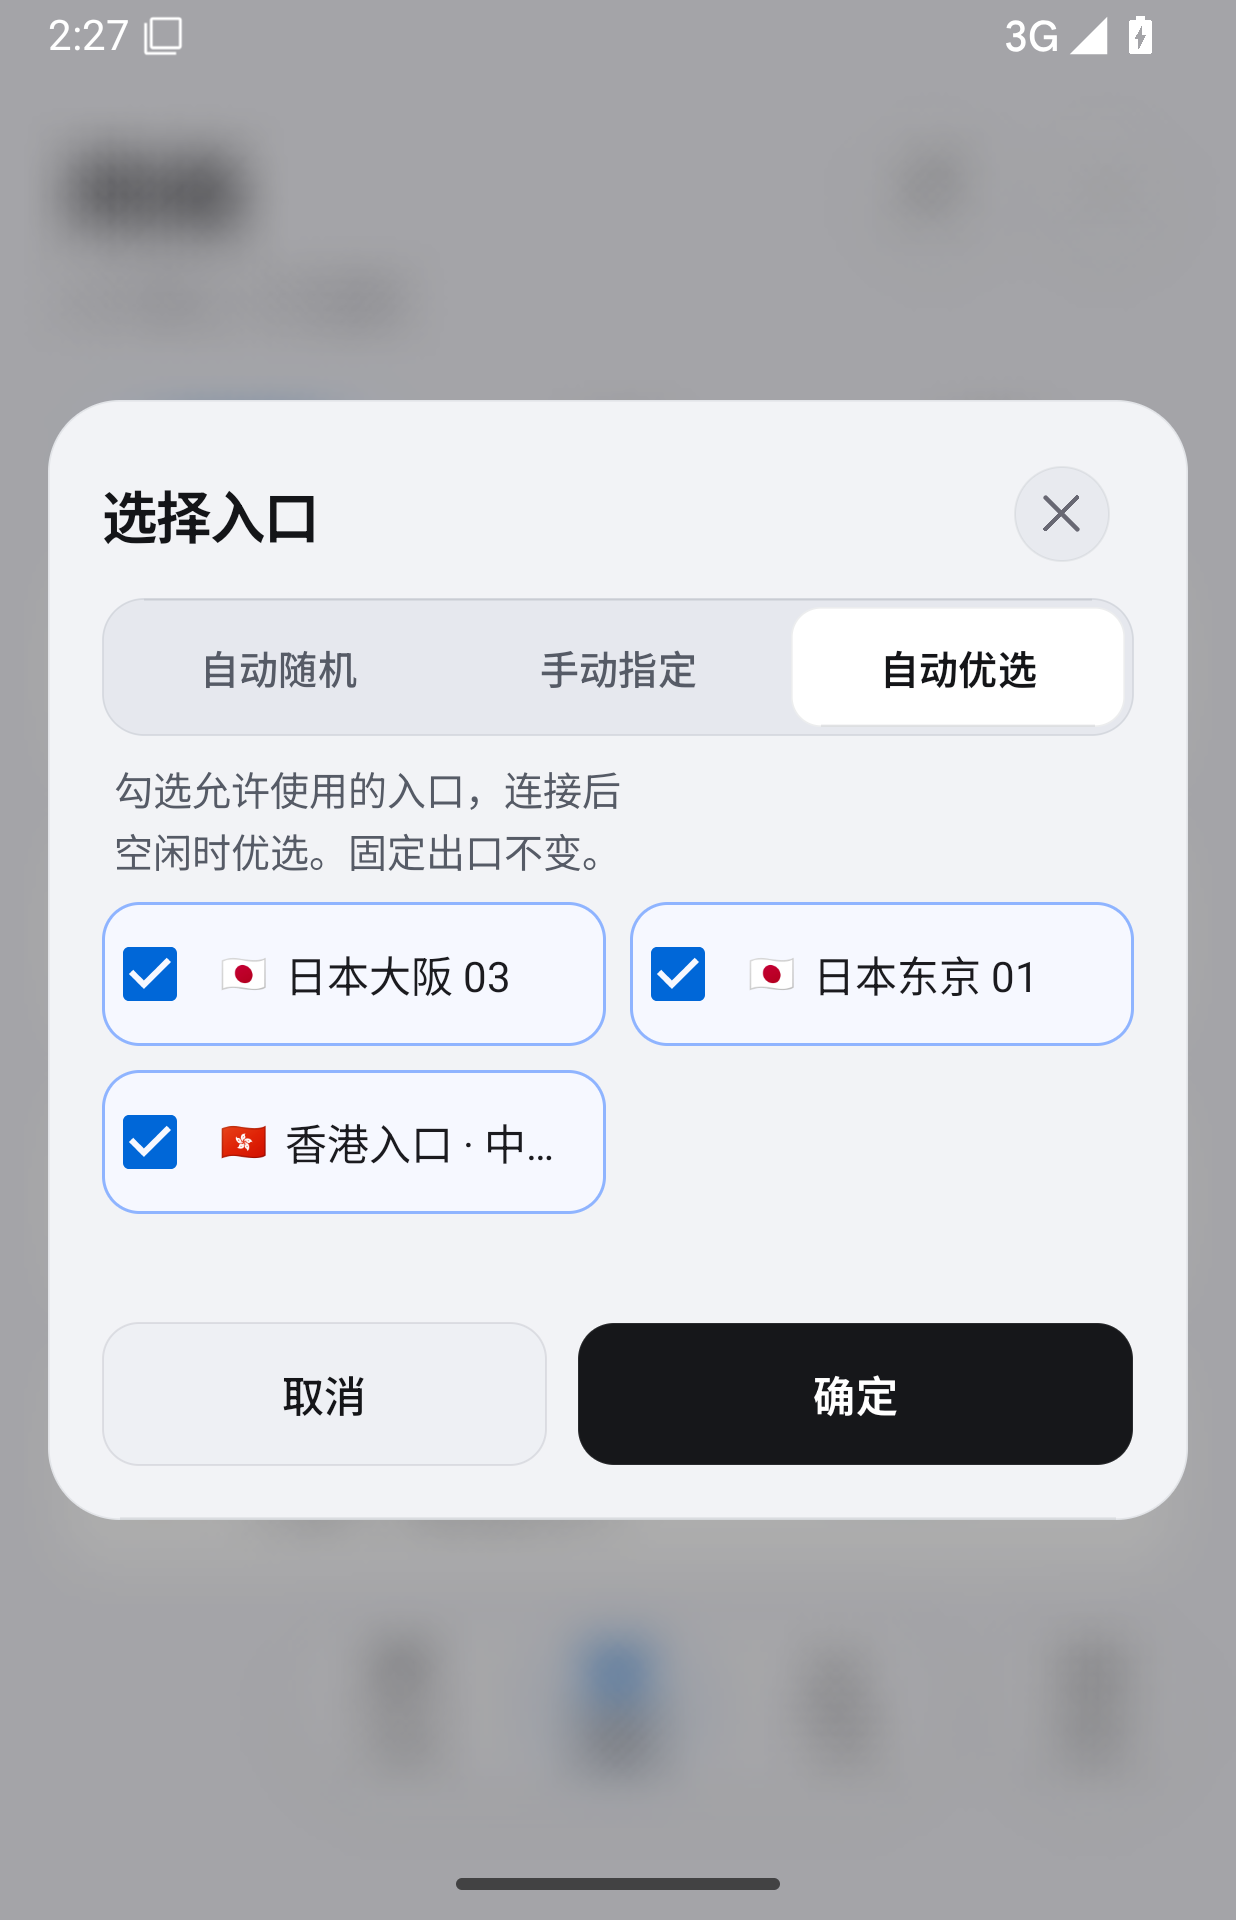 2:27
3G
选择入口
自动随机
手动指定
自动优选
勾选允许使用的入口，连接后
空闲时优选。固定出口不变。
日本大阪 03
日本东京 01
香港入口 · 中...
取消
确定